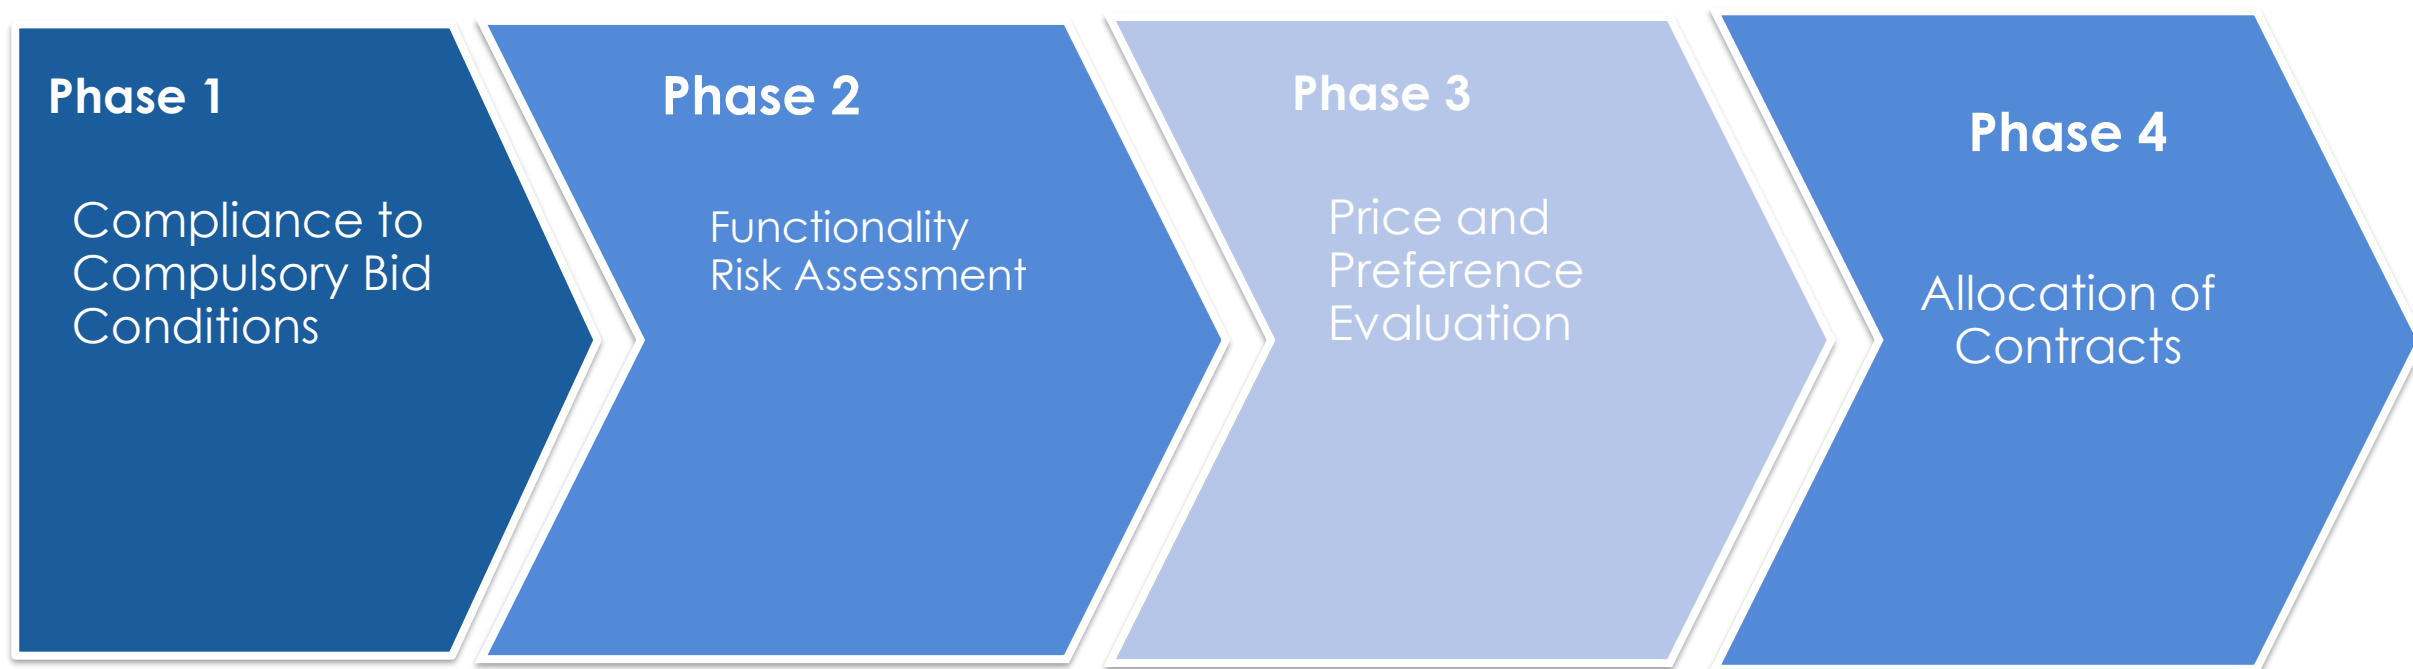 Phase 1
Compliance to
Compulsory Bid
Conditions
Phase 2
Functionality
Risk Assessment
Phase 3
Price and
Preference
Evaluation
Phase 4
Allocation of
Contracts